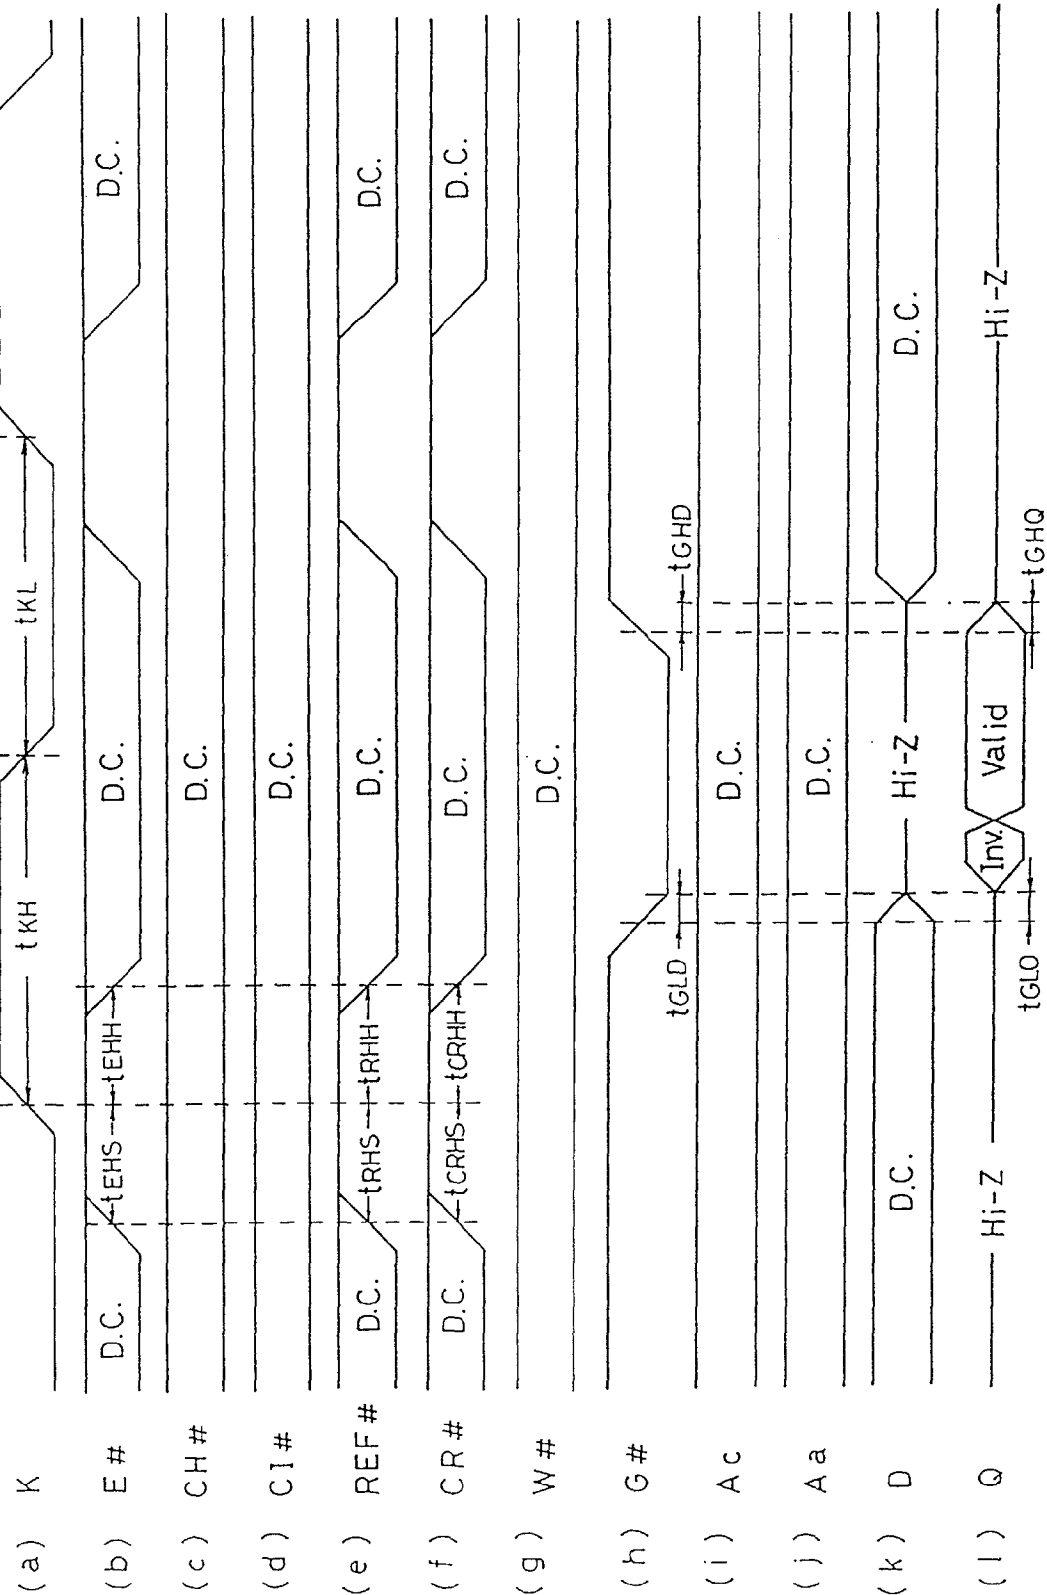 (a) K
tKH
tKL
(b) E#
D.C.
tEHS
tEHH
D.C.
D.C.
(c) CH#
D.C.
(d) CI#
D.C.
(e) REF#
D.C.
tRHS
tRHH
D.C.
D.C.
(f) CR#
D.C.
tCRHS
tCRHH
D.C.
D.C.
(g) W#
D.C.
(h) G#
tGLD
tGHD
(i) Ac
D.C.
(j) Aa
D.C.
(k) D
D.C.
Hi-Z
D.C.
(l) Q
Hi-Z
Inv.
Valid
Hi-Z
tGLO
tGHQ